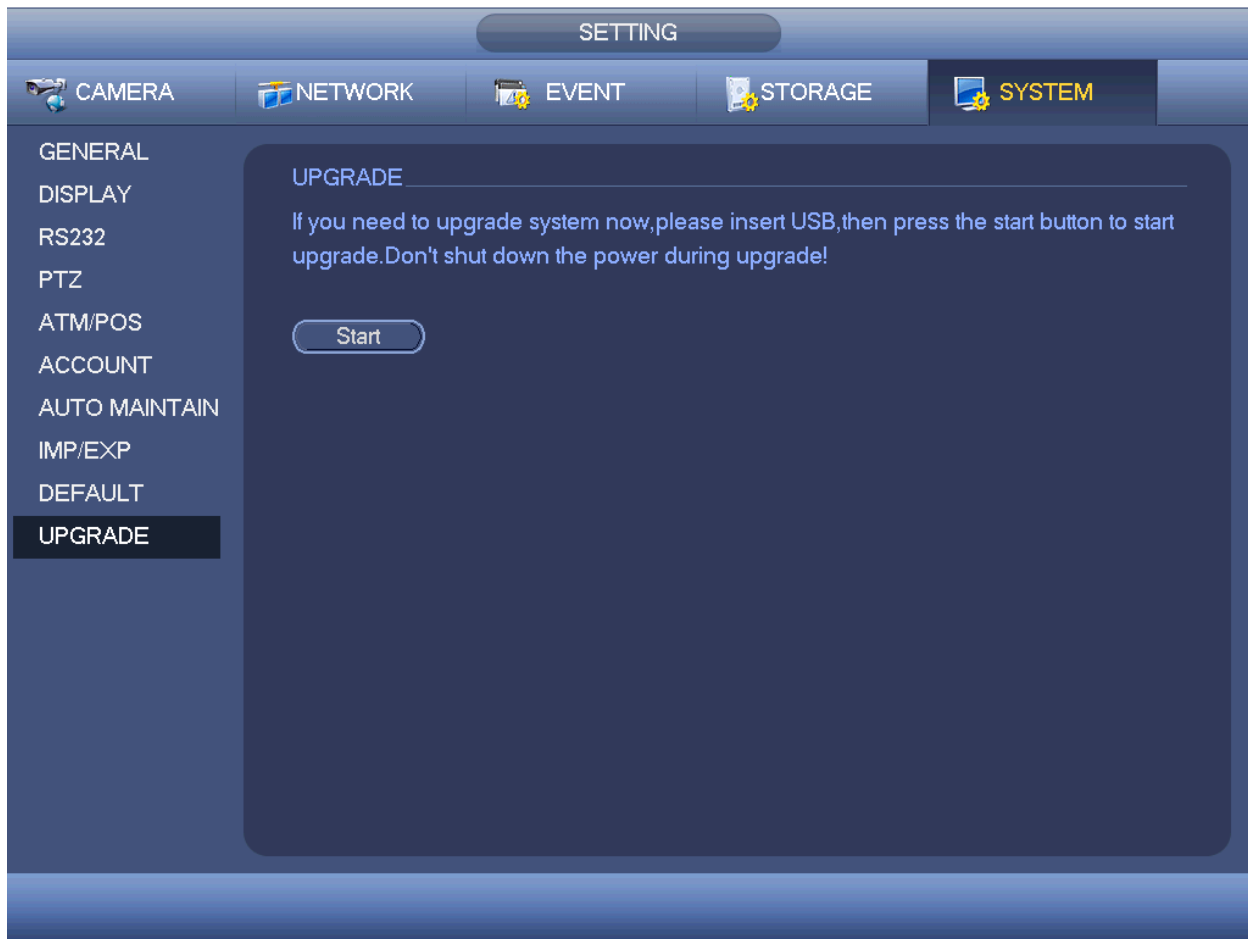 SETTING
CAMERA
NETWORK
EVENT
STORAGE
SYSTEM
GENERAL
DISPLAY
RS232
PTZ
ATM/POS
ACCOUNT
AUTO MAINTAIN
IMP/EXP
DEFAULT
UPGRADE
UPGRADE
If you need to upgrade system now,please insert USB,then press the start button to start
upgrade.Don't shut down the power during upgrade!
Start